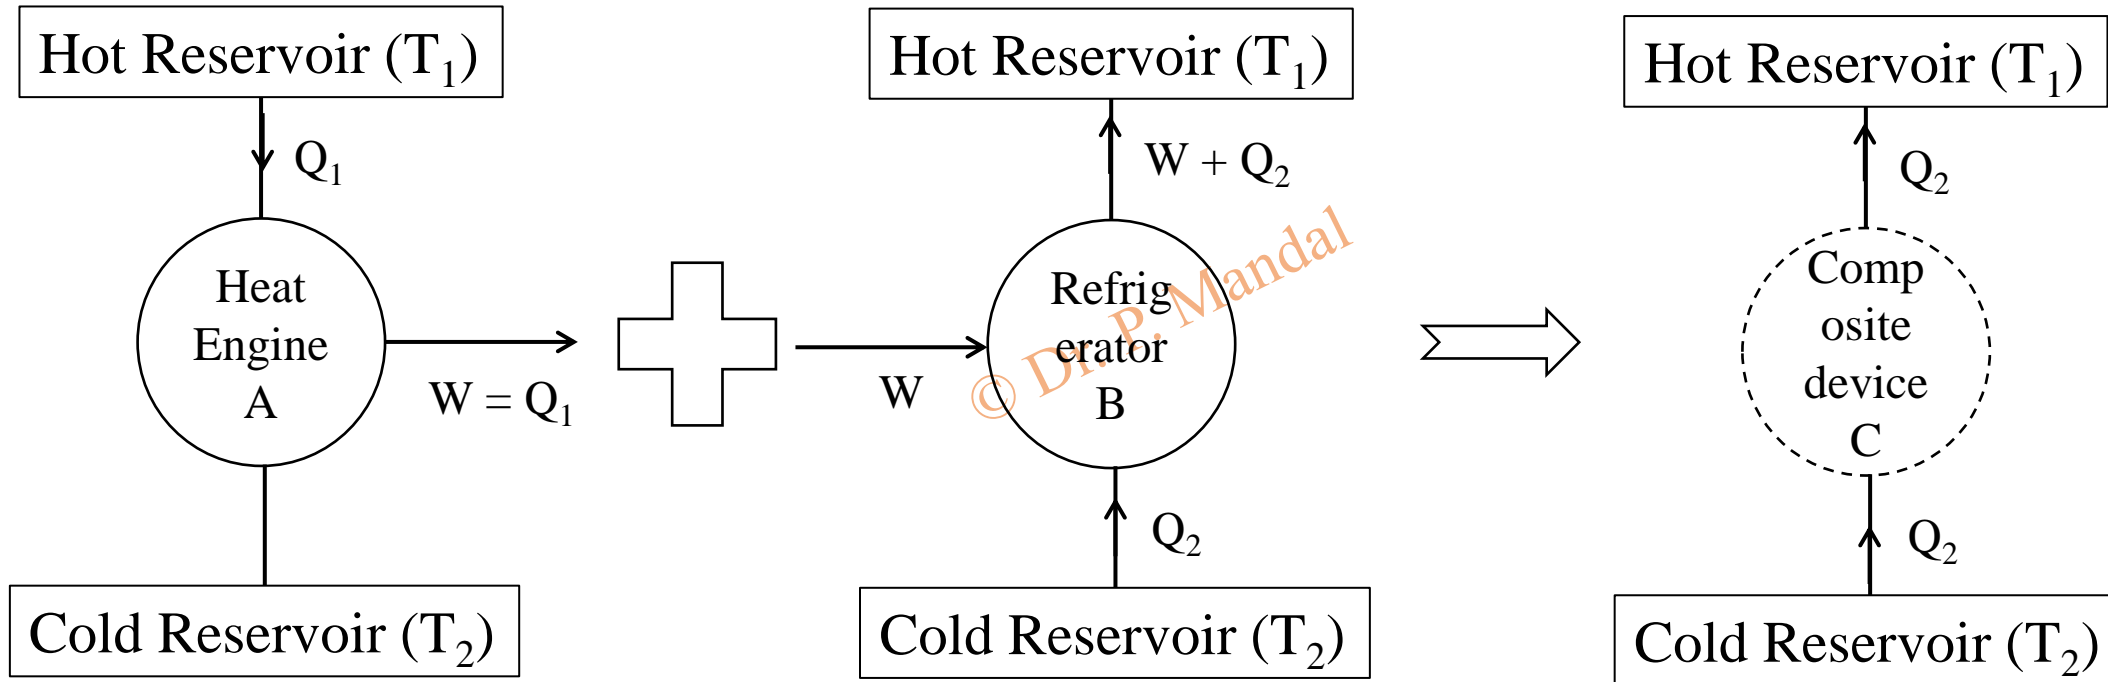 Hot Reservoir (T₁)
Q₁
Heat
Engine
A
W = Q₁
Cold Reservoir (T₂)
Hot Reservoir (T₁)
W + Q₂
Refrig
erator
B
W
Q₂
Cold Reservoir (T₂)
© Dr. P. Mandal
Hot Reservoir (T₁)
Q₂
Comp
osite
device
C
Q₂
Cold Reservoir (T₂)